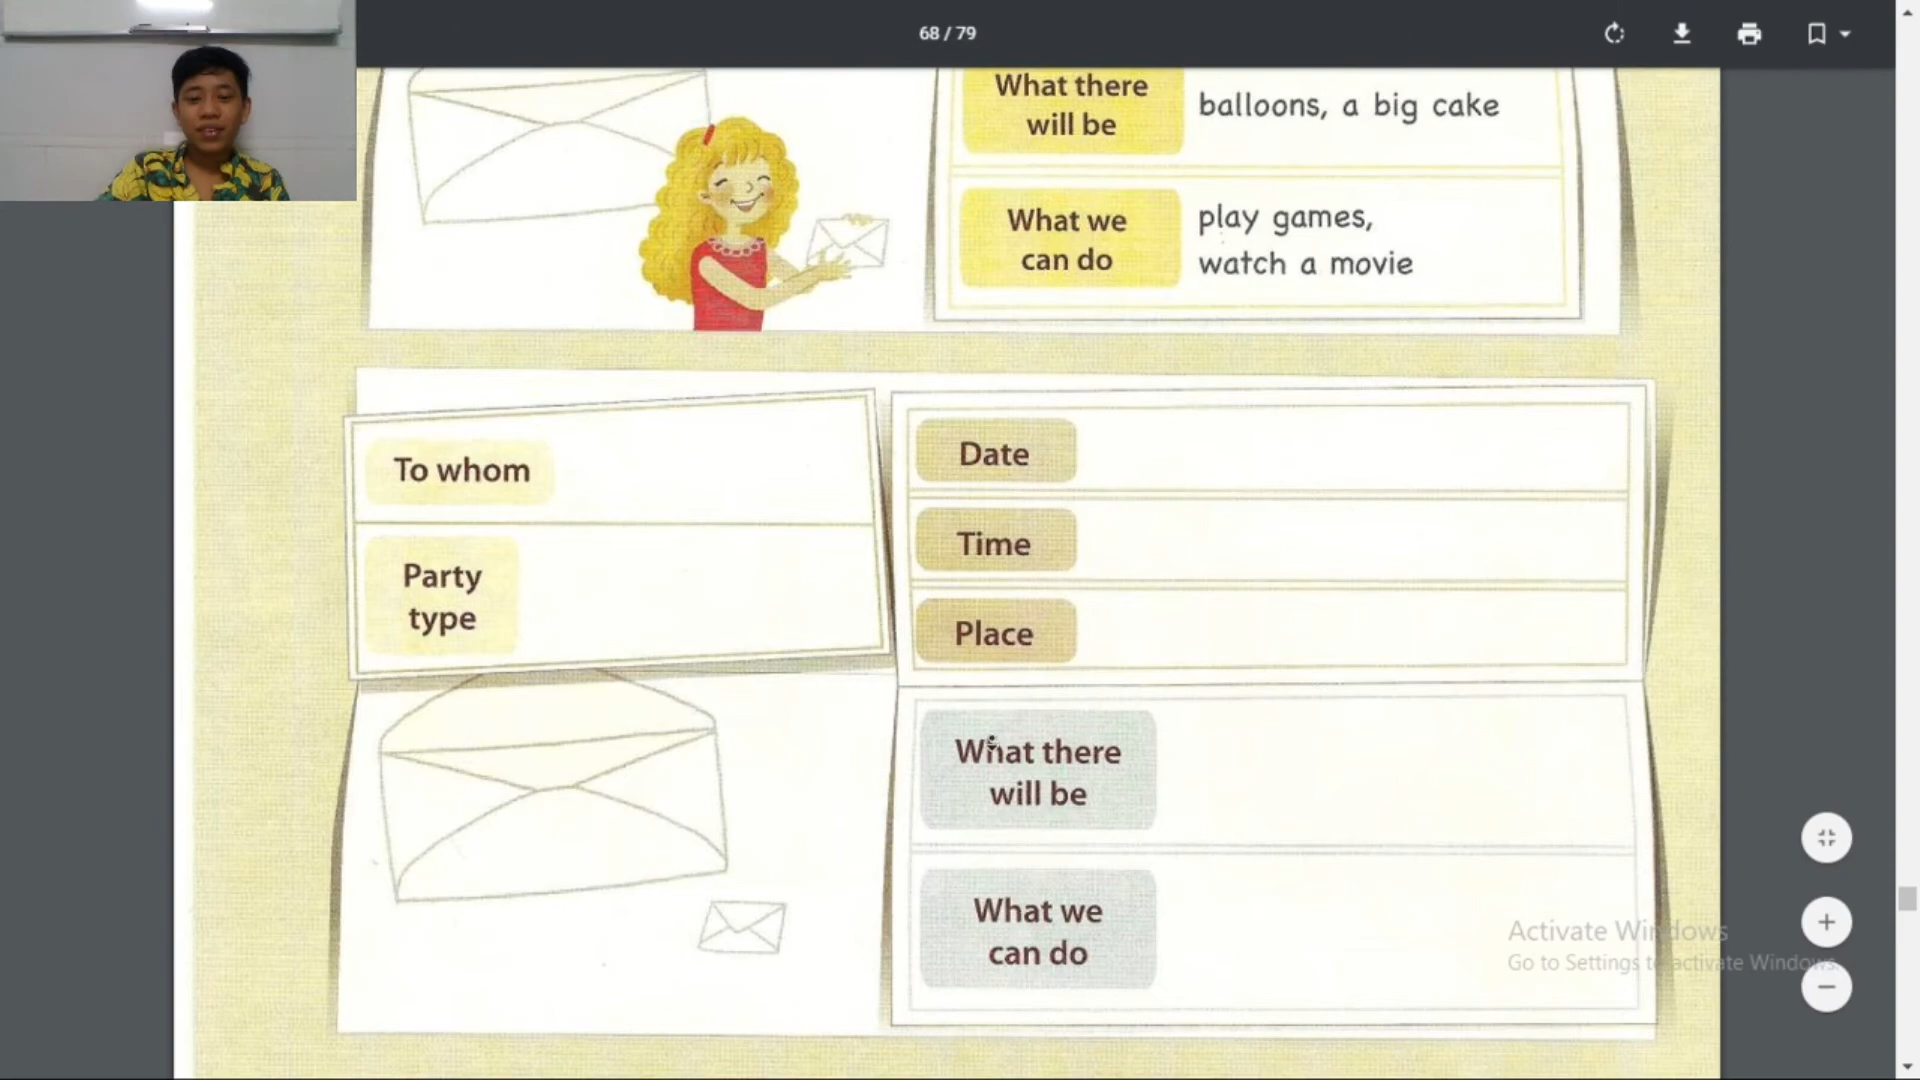 68 / 79
What there
will be
balloons, a big cake
What we
can do
play games,
watch a movie
To whom
Party
type
Date
Time
Place
What there
will be
What we
can do
Activate Windows
Go to Settings to activate Windows.